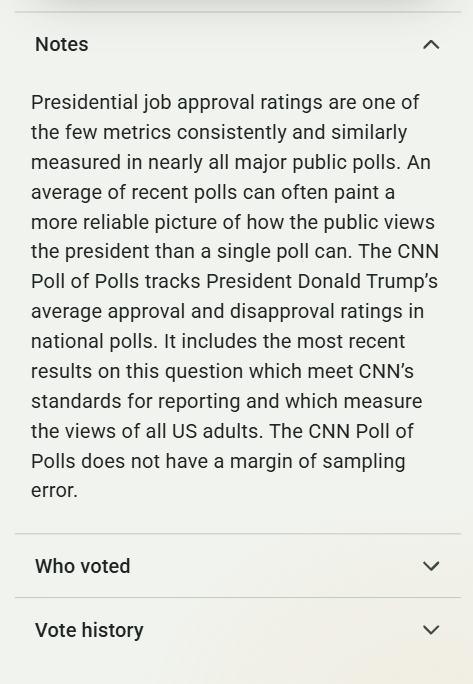 Notes
Presidential job approval ratings are one of
the few metrics consistently and similarly
measured in nearly all major public polls. An
average of recent polls can often paint a
more reliable picture of how the public views
the president than a single poll can. The CNN
Poll of Polls tracks President Donald Trump’s
average approval and disapproval ratings in
national polls. It includes the most recent
results on this question which meet CNN’s
standards for reporting and which measure
the views of all US adults. The CNN Poll of
Polls does not have a margin of sampling
error.
Who voted
Vote history